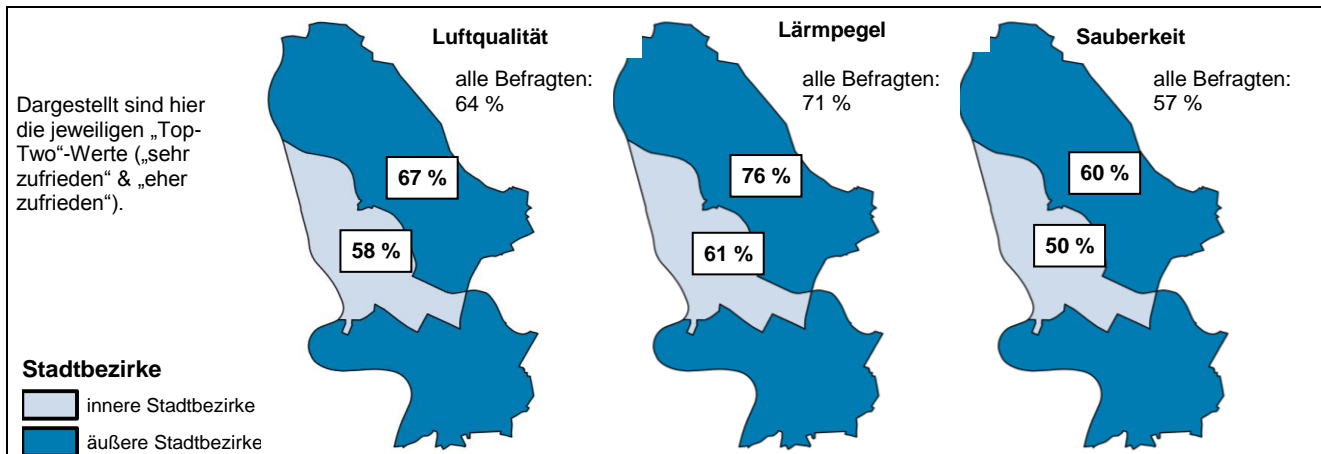 Dargestellt sind hier
die jeweiligen „Top-
Two“-Werte („sehr
zufrieden“ & „eher
zufrieden“).
Luftqualität
alle Befragten:
64 %
67 %
58 %
Lärmpegel
alle Befragten:
71 %
76 %
61 %
Sauberkeit
alle Befragten:
57 %
60 %
50 %
Stadtbezirke
innere Stadtbezirke
äußere Stadtbezirke